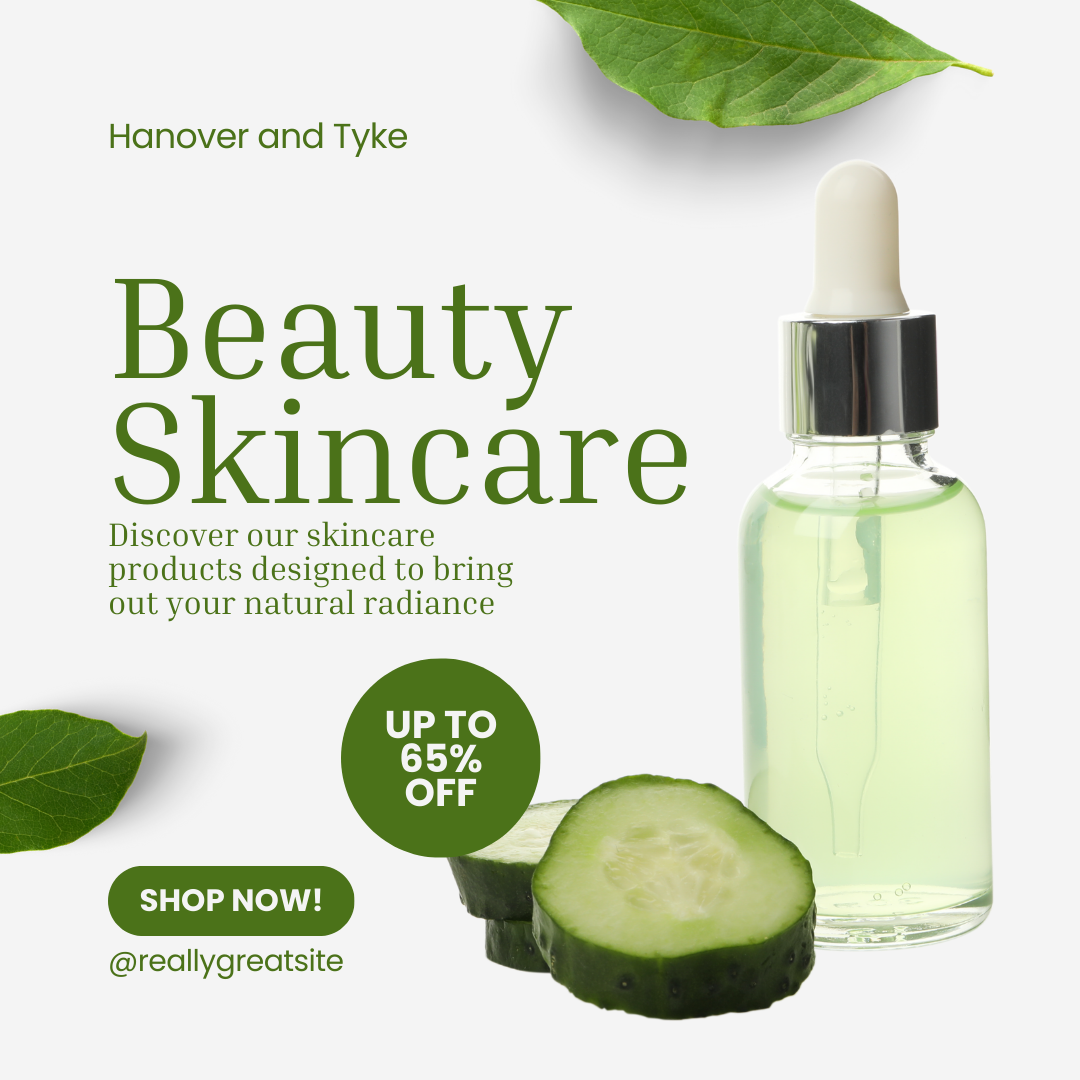 Hanover and Tyke
Beauty
Skincare
Discover our skincare
products designed to bring
out your natural radiance
UP TO
65%
OFF
SHOP NOW!
@reallygreatsite